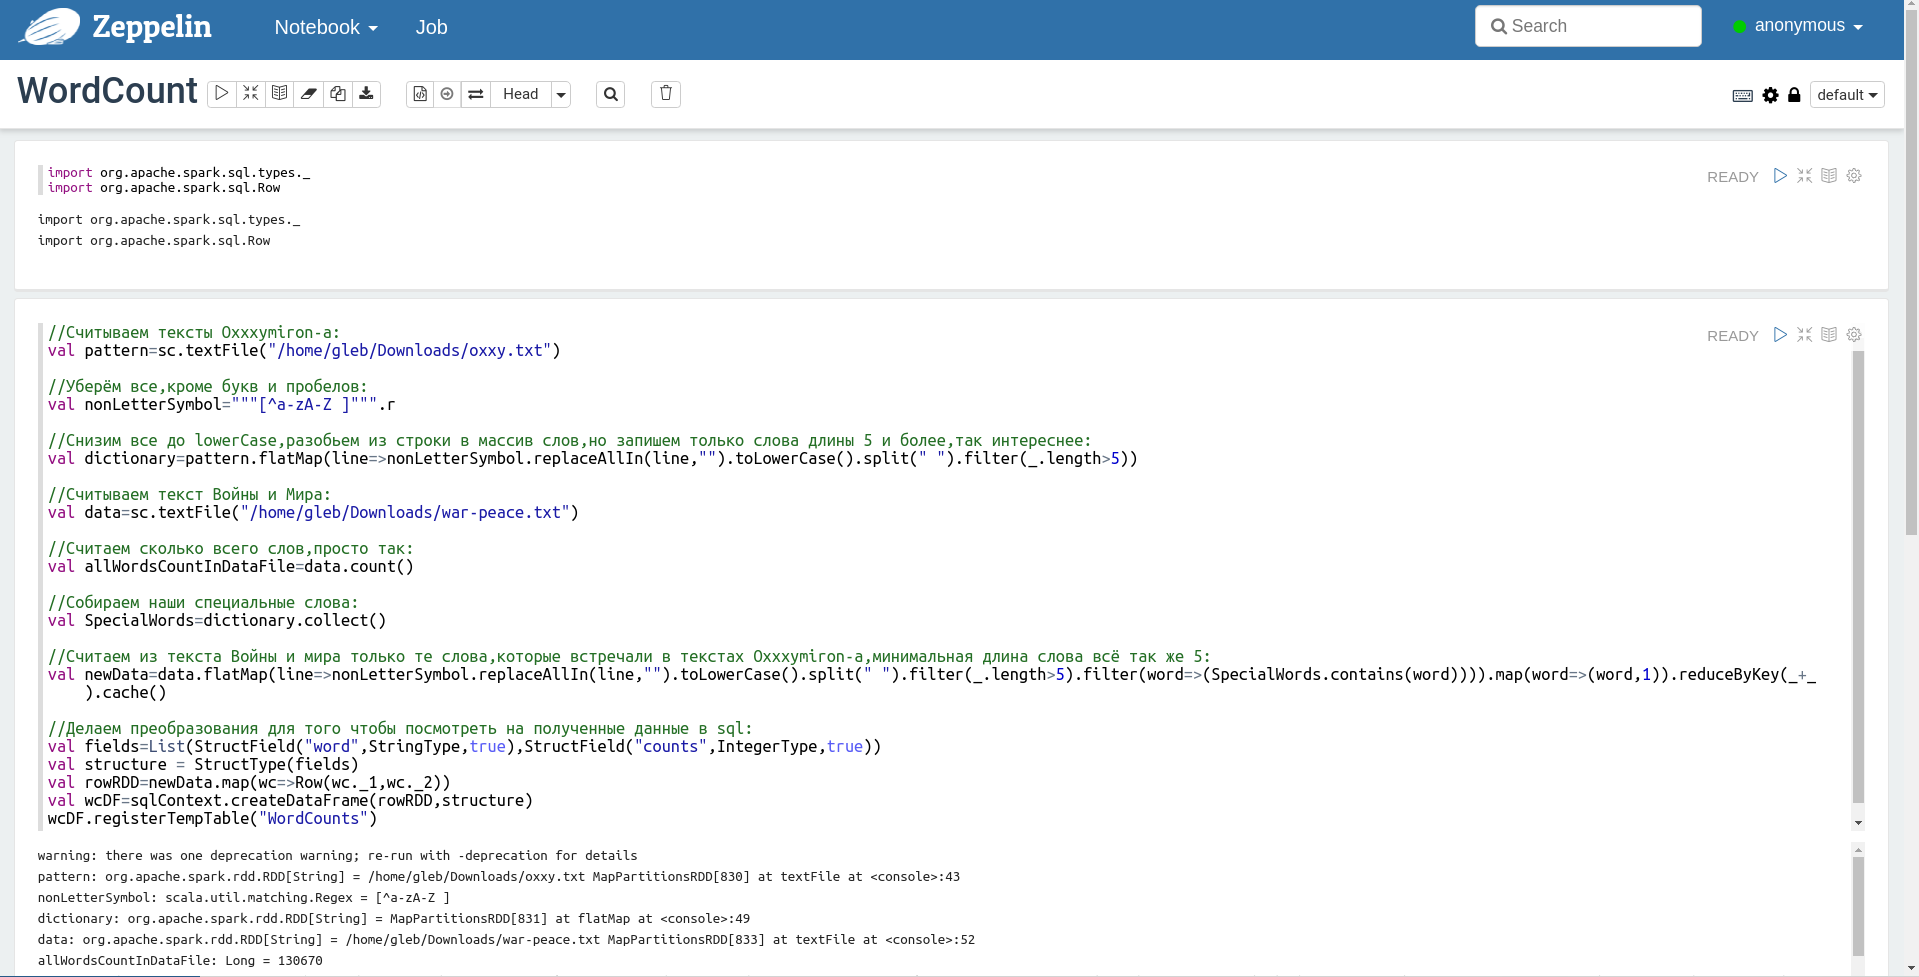 Zeppelin Notebook Job Search anonymous
WordCount Head default
import org.apache.spark.sql.types._
import org.apache.spark.sql.Row
READY
import org.apache.spark.sql.types._
import org.apache.spark.sql.Row
//Считываем тексты Oxxxymiron-а:
READY
val pattern=sc.textFile("/home/gleb/Downloads/oxxy.txt")
//Уберём все,кроме букв и пробелов:
val nonLetterSymbol="""[^a-zA-Z ]""".r
//Снизим все до lowerCase,разобьем из строки в массив слов,но запишем только слова длины 5 и более,так интереснее:
val dictionary=pattern.flatMap(line=>nonLetterSymbol.replaceAllIn(line,"").toLowerCase().split(" ").filter(_.length>5))
//Считываем текст Войны и Мира:
val data=sc.textFile("/home/gleb/Downloads/war-peace.txt")
//Считаем сколько всего слов,просто так:
val allWordsCountInDataFile=data.count()
//Собираем наши специальные слова:
val SpecialWords=dictionary.collect()
//Считаем из текста Войны и мира только те слова,которые встречали в текстах Oxxxymiron-а,минимальная длина слова всё так же 5:
val newData=data.flatMap(line=>nonLetterSymbol.replaceAllIn(line,"").toLowerCase().split(" ").filter(_.length>5).filter(word=>(SpecialWords.contains(word)))).map(word=>(word,1)).reduceByKey(_+_
).cache()
//Делаем преобразования для того чтобы посмотреть на полученные данные в sql:
val fields=List(StructField("word",StringType,true),StructField("counts",IntegerType,true))
val structure = StructType(fields)
val rowRDD=newData.map(wc=>Row(wc._1,wc._2))
val wcDF=sqlContext.createDataFrame(rowRDD,structure)
wcDF.registerTempTable("WordCounts")
warning: there was one deprecation warning; re-run with -deprecation for details
pattern: org.apache.spark.rdd.RDD[String] = /home/gleb/Downloads/oxxy.txt MapPartitionsRDD[830] at textFile at <console>:43
nonLetterSymbol: scala.util.matching.Regex = [^a-zA-Z ]
dictionary: org.apache.spark.rdd.RDD[String] = MapPartitionsRDD[831] at flatMap at <console>:49
data: org.apache.spark.rdd.RDD[String] = /home/gleb/Downloads/war-peace.txt MapPartitionsRDD[833] at textFile at <console>:52
allWordsCountInDataFile: Long = 130670